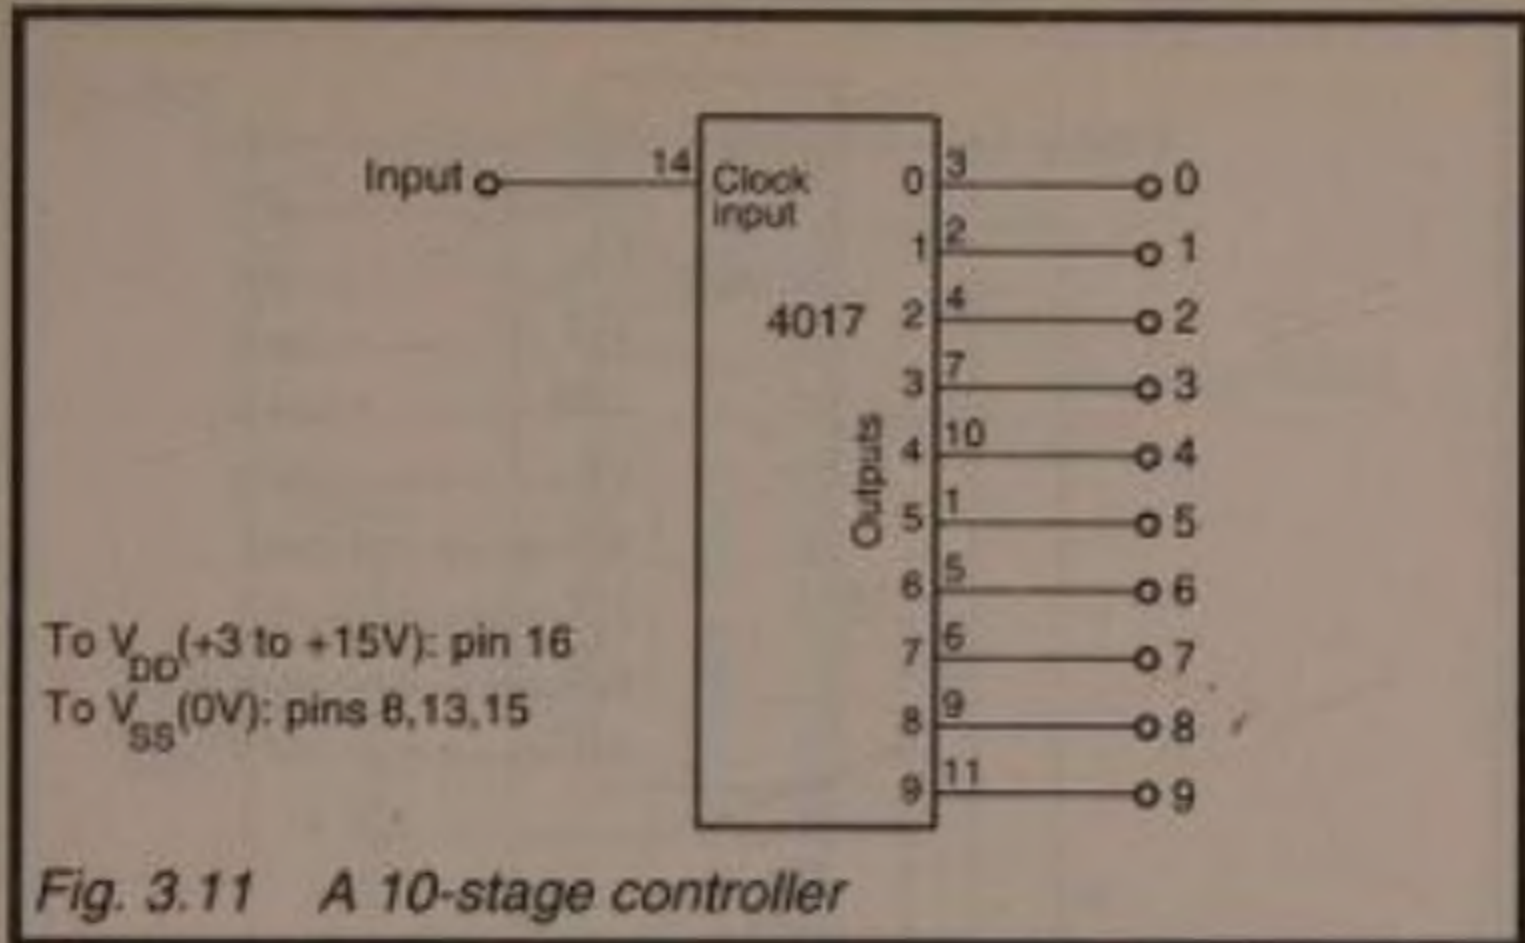 Input 14 Clock input 0 3 0
1 2 1
4017 2 4 2
3 7 3
Outputs 4 10 4
5 1 5
6 5 6
7 6 7
8 9 8
9 11 9
To VDD(+3 to +15V): pin 16
To VSS(0V): pins 8,13,15
Fig. 3.11 A 10-stage controller